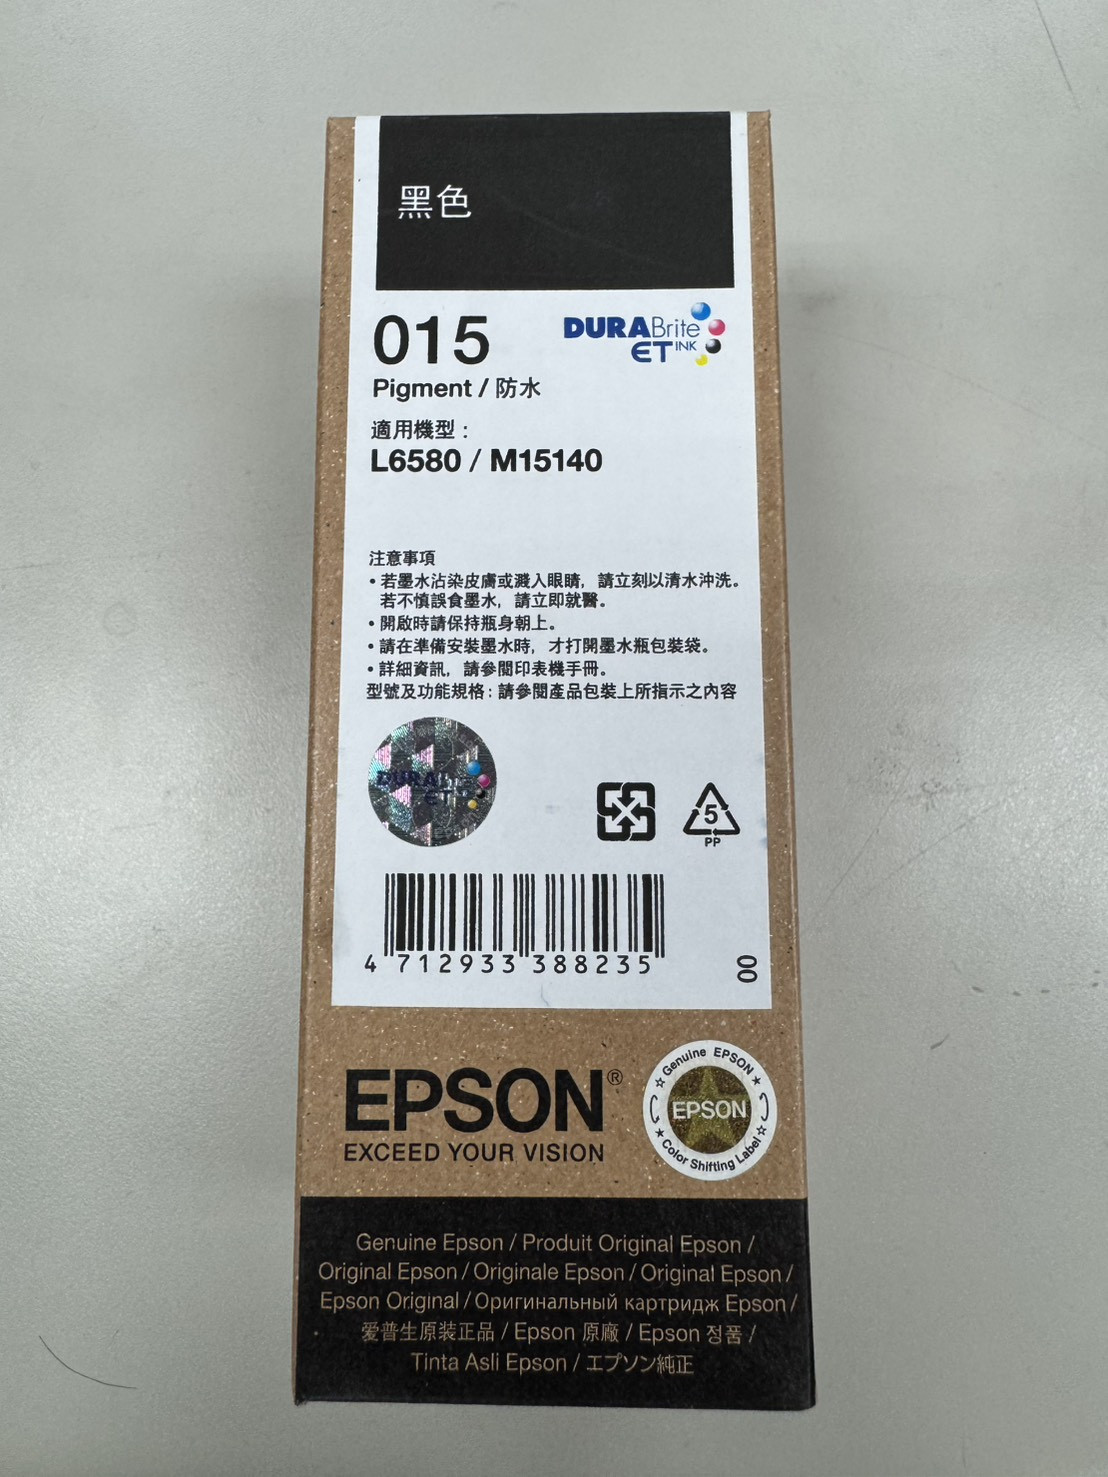 黑色
015
DURABrite
ET INK
Pigment / 防水
適用機型：
L6580 / M15140
注意事項
•若墨水沾染皮膚或濺入眼睛，請立刻以清水沖洗。
若不慎誤食墨水，請立即就醫。
•開啟時請保持瓶身朝上。
•請在準備安裝墨水時，才打開墨水瓶包裝袋。
•詳細資訊，請參閱印表機手冊。
型號及功能規格：請參閱產品包裝上所指示之內容
DURABrite
ET
5
PP
4 712933 388235
00
EPSON®
EXCEED YOUR VISION
Genuine EPSON
EPSON
Color Shifting Label
Genuine Epson / Produit Original Epson /
Original Epson / Originale Epson / Original Epson /
Epson Original / Оригинальный картридж Epson /
爱普生原装正品 / Epson 原廠 / Epson 정품 /
Tinta Asli Epson / エプソン純正